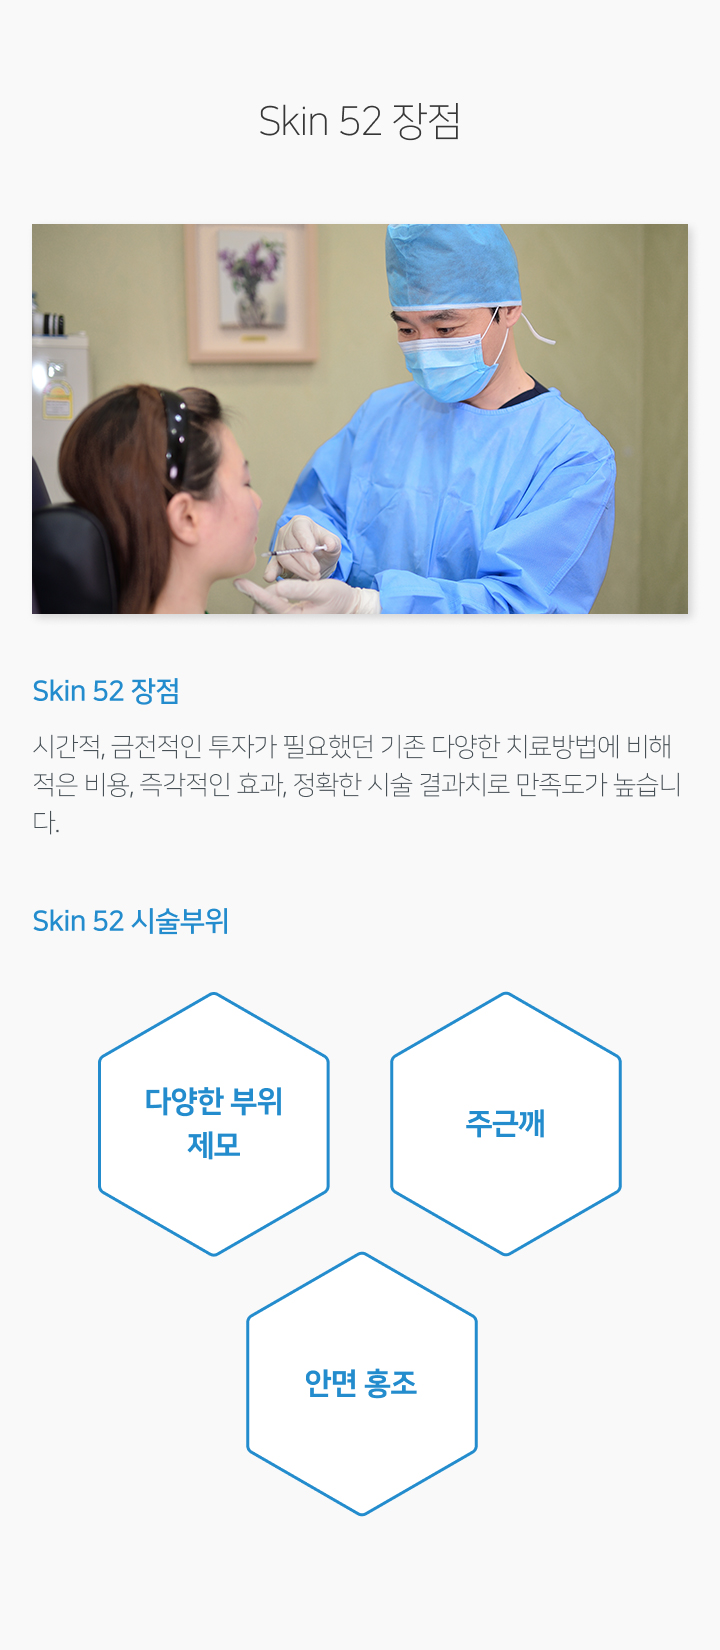 Skin 52 장점
Skin 52 장점
시간적, 금전적인 투자가 필요했던 기존 다양한 치료방법에 비해
적은 비용, 즉각적인 효과, 정확한 시술 결과치로 만족도가 높습니
다.
Skin 52 시술부위
다양한 부위
제모
주근깨
안면 홍조